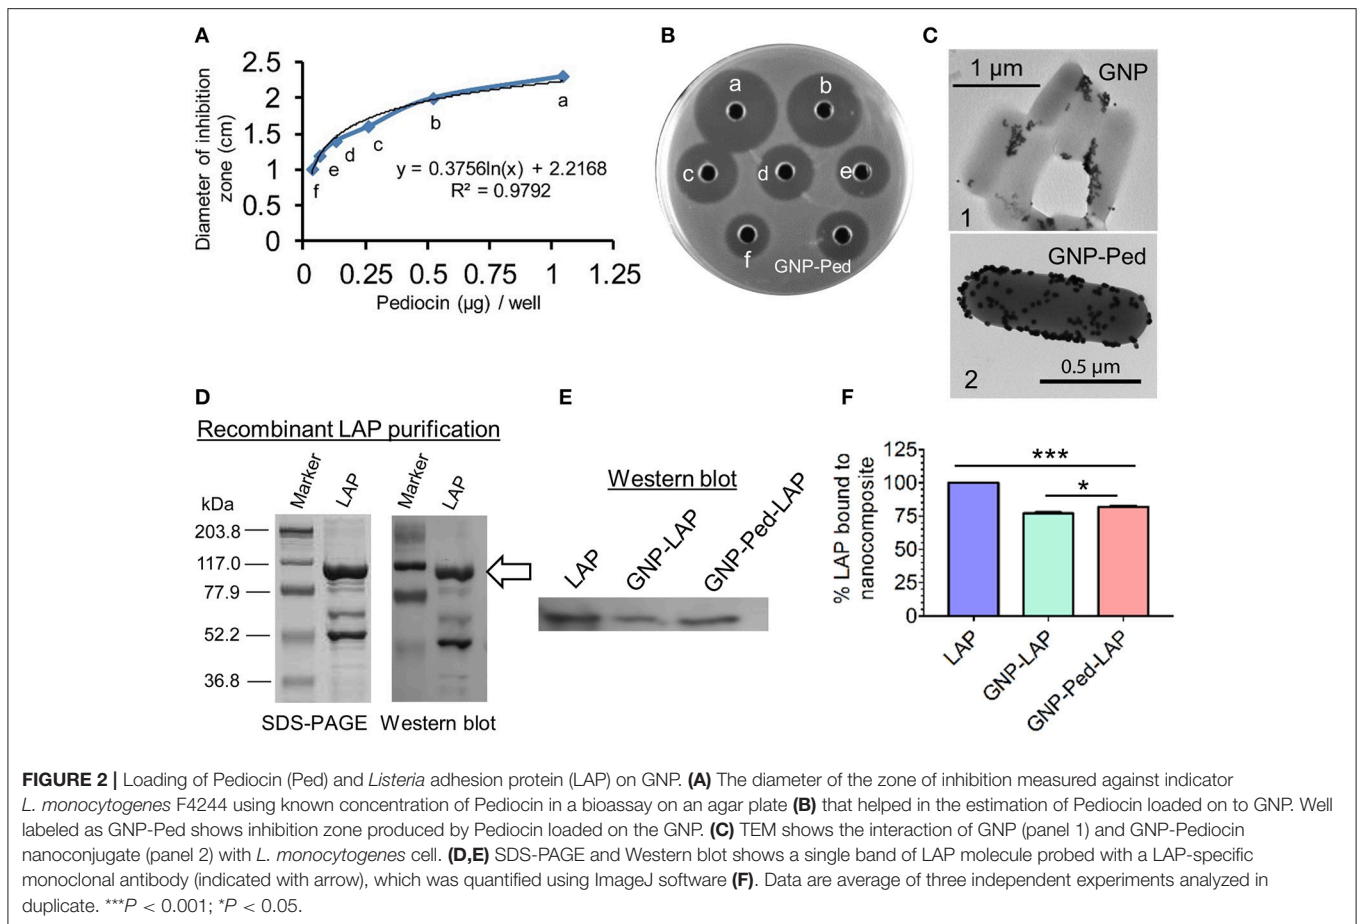 A
2.5
2
1.5
1
0.5
0
Diameter of inhibition
zone (cm)
a
b
c
d
e
f
y = 0.3756ln(x) + 2.2168
R² = 0.9792
0 0.25 0.5 0.75 1 1.25
Pediocin (µg) / well
B
a b
c d e
f GNP-Ped
C
1 µm GNP
1
GNP-Ped
0.5 µm
2
D
Recombinant LAP purification
kDa
Marker LAP Marker LAP
203.8
117.0
77.9
52.2
36.8
SDS-PAGE Western blot
E
Western blot
LAP GNP-LAP GNP-Ped-LAP
F
% LAP bound to
nanocomposite
125
100
75
50
25
0
***
*
LAP GNP-LAP GNP-Ped-LAP
FIGURE 2 | Loading of Pediocin (Ped) and Listeria adhesion protein (LAP) on GNP. (A) The diameter of the zone of inhibition measured against indicator
L. monocytogenes F4244 using known concentration of Pediocin in a bioassay on an agar plate (B) that helped in the estimation of Pediocin loaded on to GNP. Well
labeled as GNP-Ped shows inhibition zone produced by Pediocin loaded on the GNP. (C) TEM shows the interaction of GNP (panel 1) and GNP-Pediocin
nanoconjugate (panel 2) with L. monocytogenes cell. (D,E) SDS-PAGE and Western blot shows a single band of LAP molecule probed with a LAP-specific
monoclonal antibody (indicated with arrow), which was quantified using ImageJ software (F). Data are average of three independent experiments analyzed in
duplicate. ***P < 0.001; *P < 0.05.